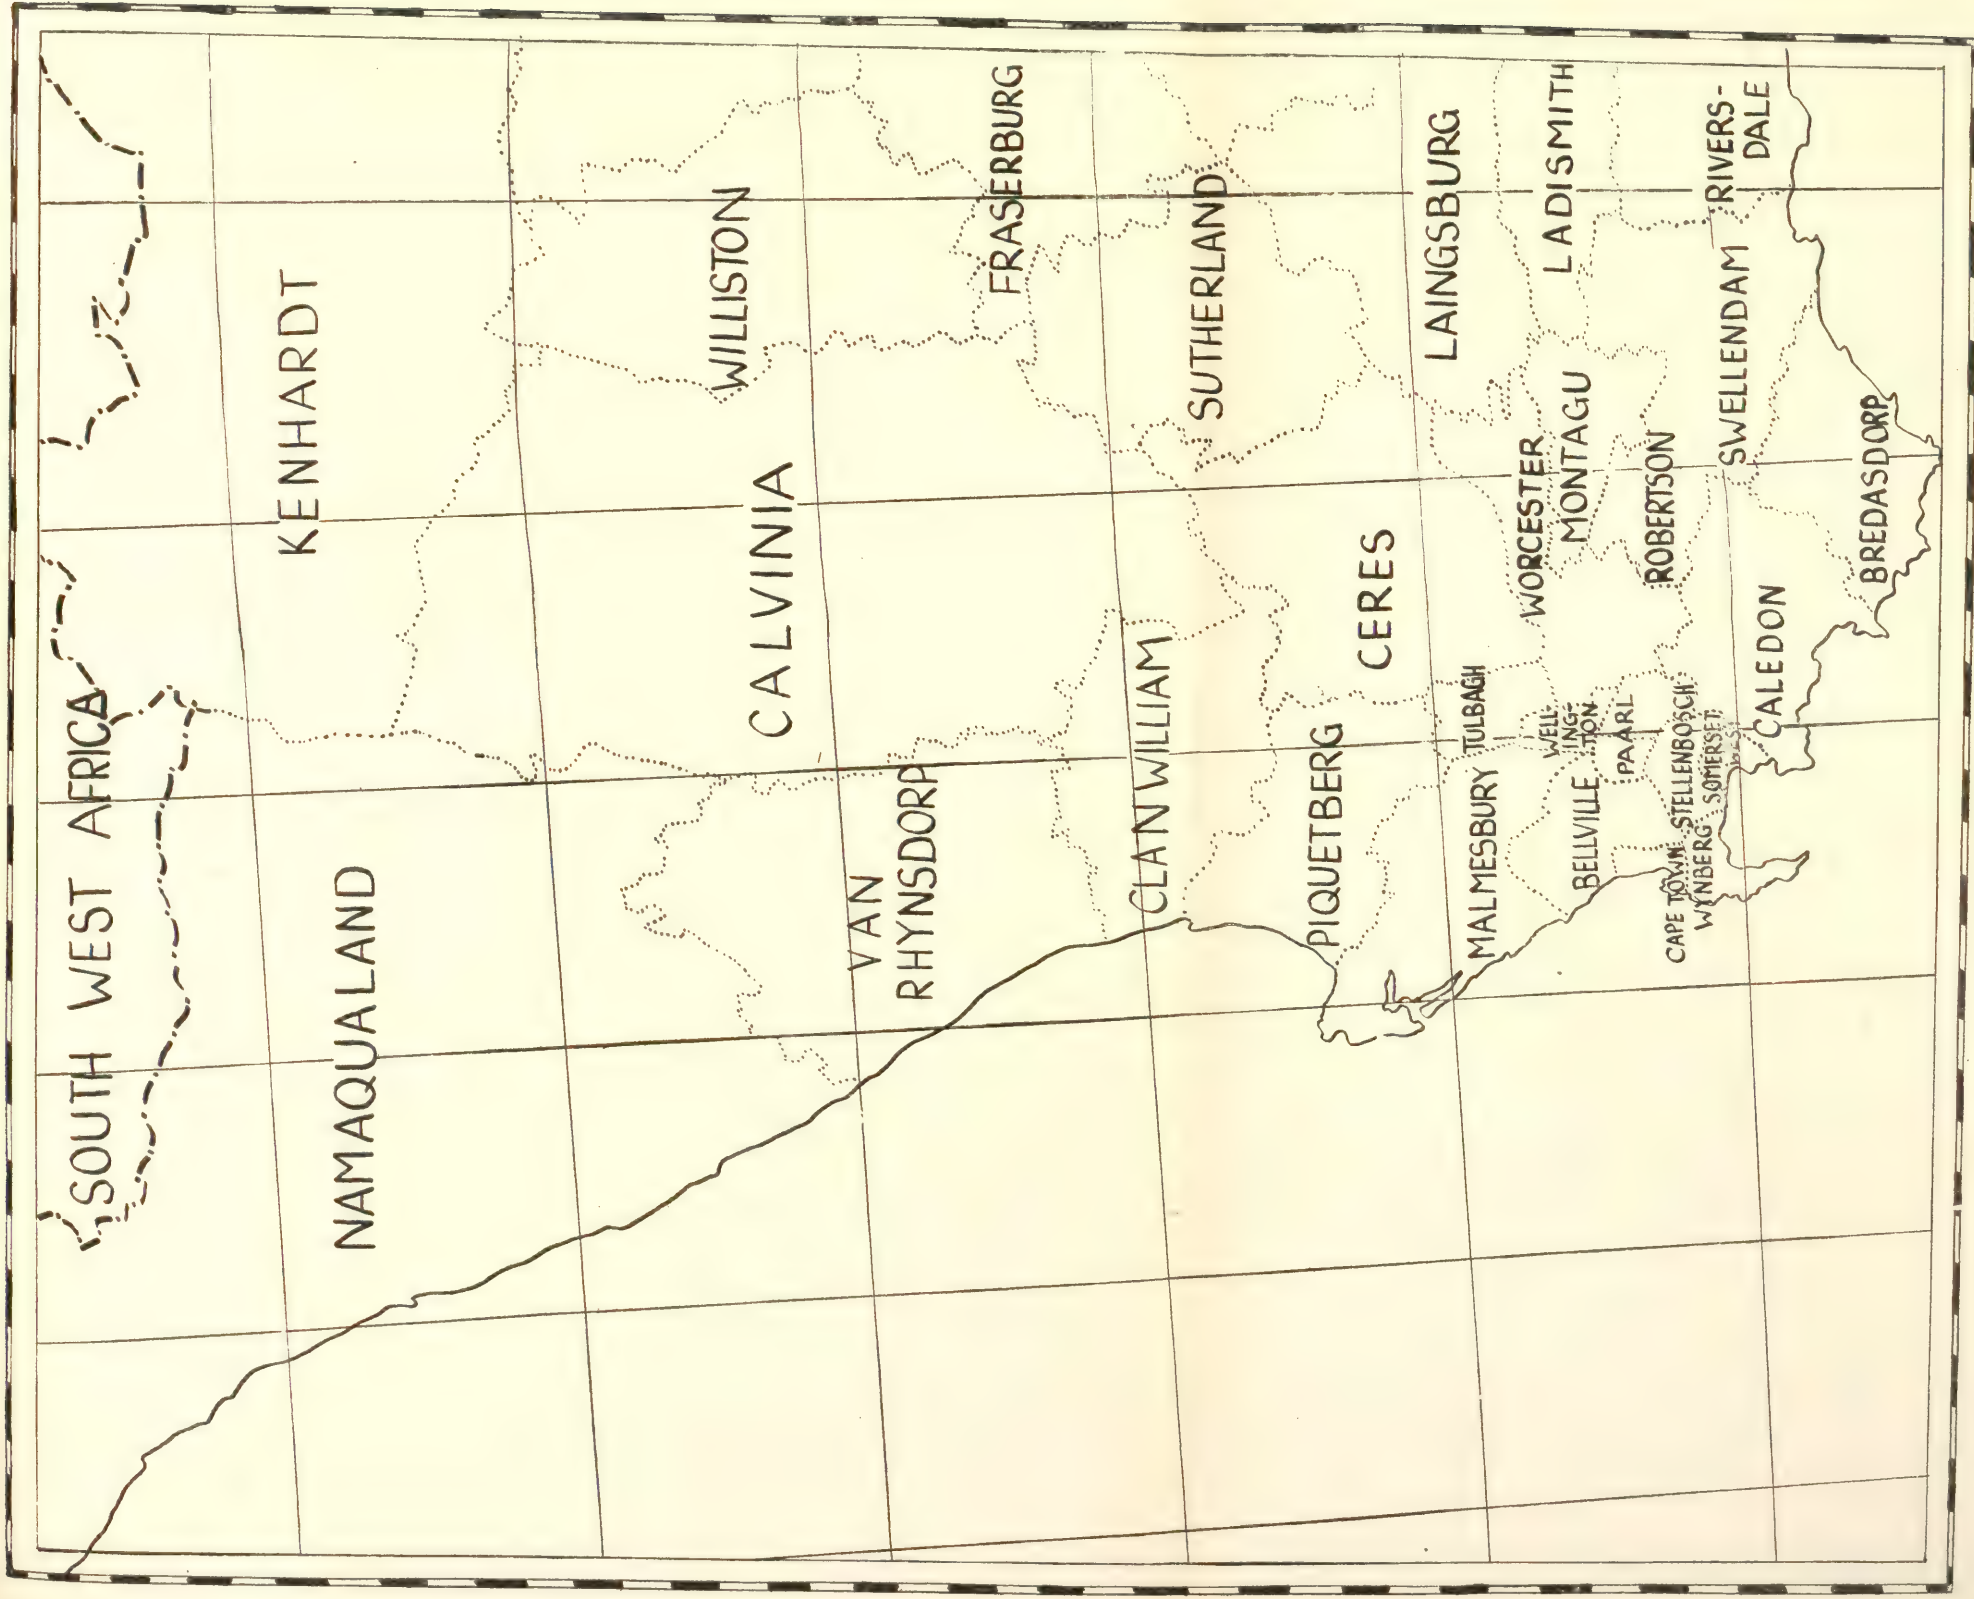 SOUTH WEST AFRICA
KENHARDT
NAMAQUALAND
WILLISTON
CALVINIA
VAN
RHYNSDORP
FRASERBURG
CLANWILLIAM
SUTHERLAND
PIQUETBERG
CERES
LAINGSBURG
TULBAGH
MALMESBURY
WORCESTER
LADISMITH
MONTAGU
WELL-
ING-
TON
BELLVILLE
PAARL
ROBERTSON
CAPE TOWN
STELLENBOSCH
WYNBERG
SOMERSET
WEST
RIVERS-
DALE
SWELLENDAM
CALEDON
BREDASDORP